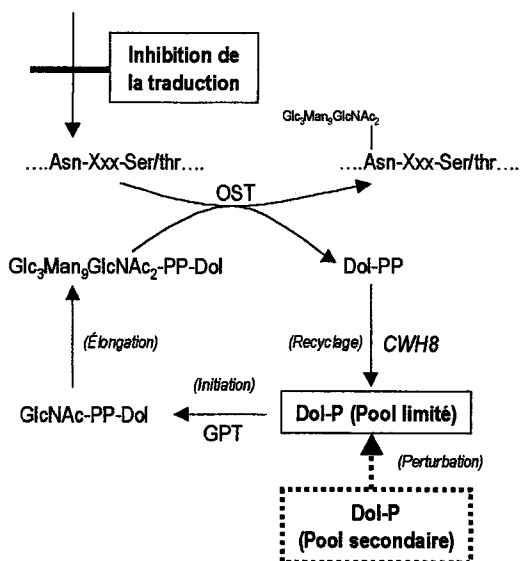 Inhibition de
la traduction
Glc₃Man₉GlcNAc₂
....Asn-Xxx-Ser/thr....
....Asn-Xxx-Ser/thr....
OST
Glc₃Man₉GlcNAc₂-PP-Dol
Dol-PP
(Élongation)
(Recyclage)
CWH8
(Initiation)
GlcNAc-PP-Dol
GPT
Dol-P (Pool limité)
(Perturbation)
Dol-P
(Pool secondaire)